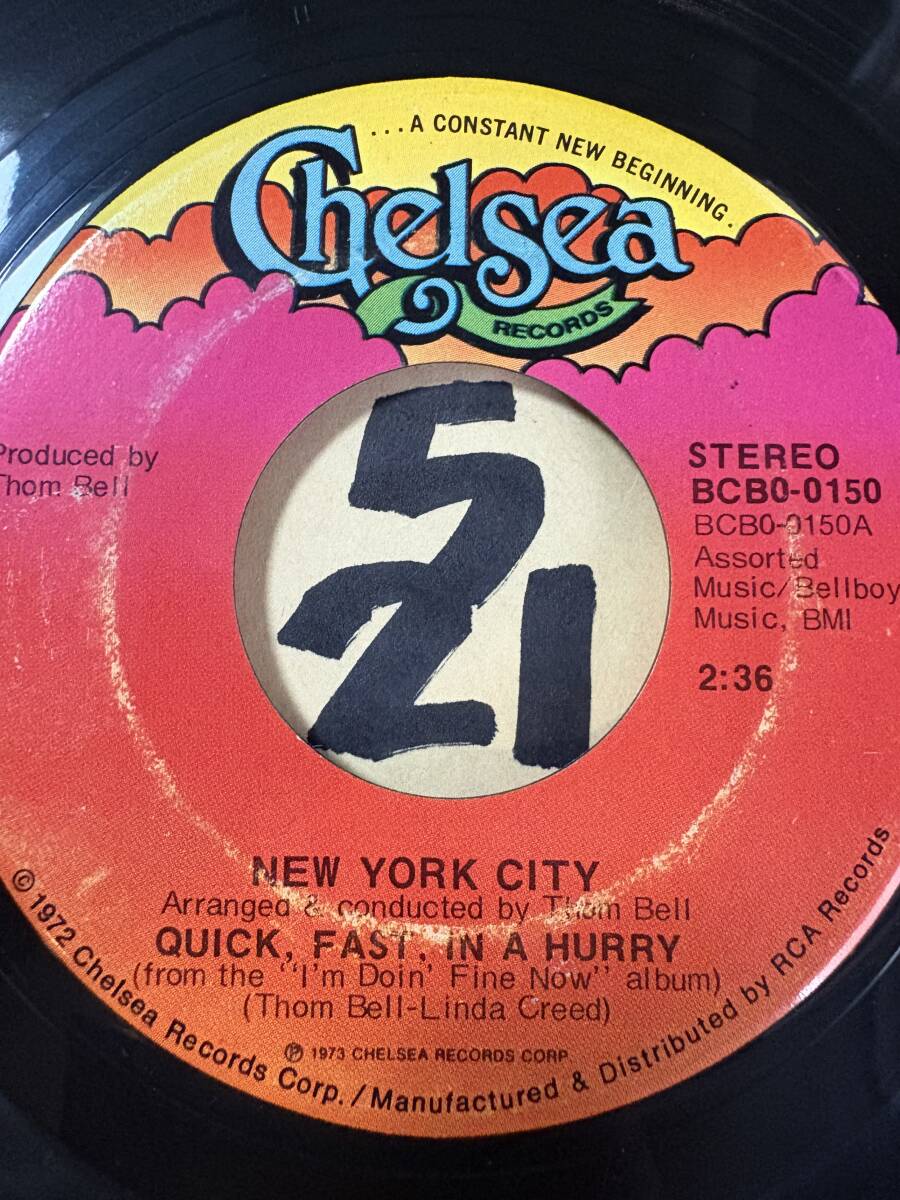 ...A CONSTANT NEW BEGINNING.
Chelsea
RECORDS
Produced by
Thom Bell
5
21
STEREO
BCBO-0150
BCBO-0150A
Assorted
Music/Bellboy
Music, BMI
2:36
NEW YORK CITY
Arranged & conducted by Thom Bell
QUICK, FAST, IN A HURRY
(from the "I'm Doin' Fine Now" album)
(Thom Bell-Linda Creed)
℗ 1973 CHELSEA RECORDS CORP.
© 1972 Chelsea Records Corp. / Manufactured & Distributed by RCA Records